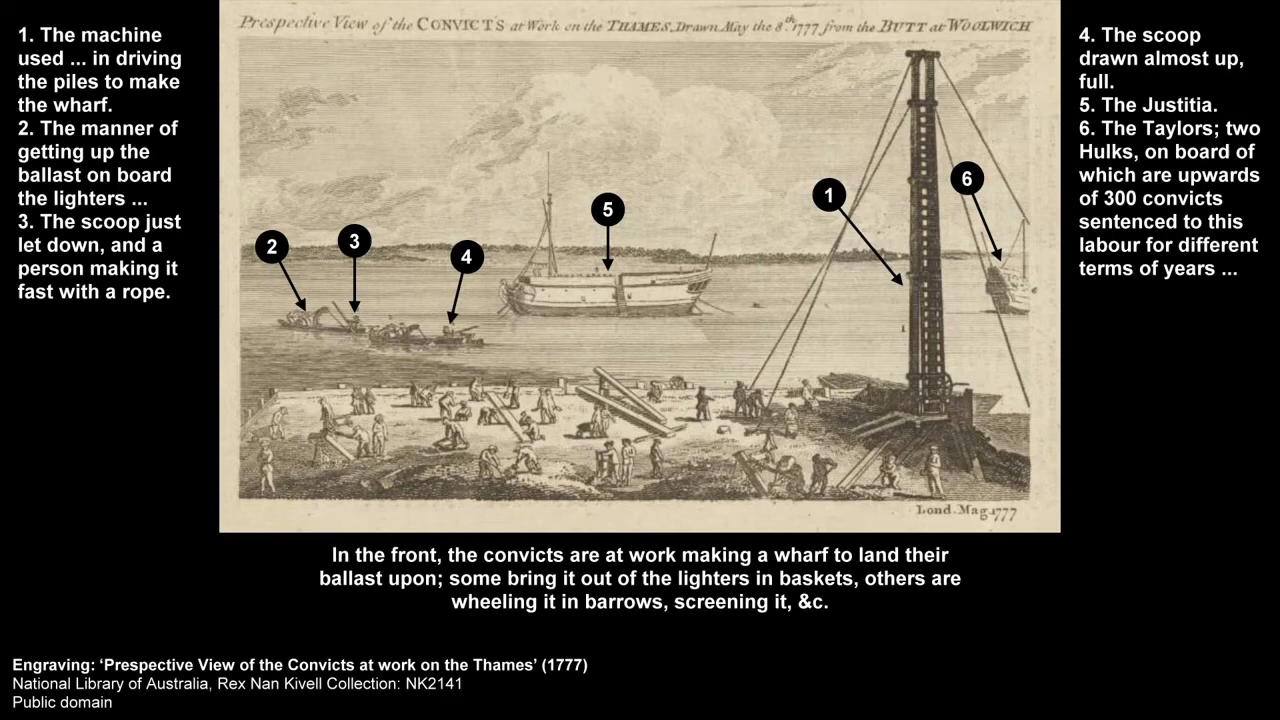 Prespective View of the CONVICTS at Work on the THAMES, Drawn May the 8.th 1777, from the BUTT at WOOLWICH
1. The machine
used ... in driving
the piles to make
the wharf.
2. The manner of
getting up the
ballast on board
the lighters ...
3. The scoop just
let down, and a
person making it
fast with a rope.
4. The scoop
drawn almost up,
full.
5. The Justitia.
6. The Taylors; two
Hulks, on board of
which are upwards
of 300 convicts
sentenced to this
labour for different
terms of years ...
2
3
4
5
1
6
Lond. Mag. 1777
In the front, the convicts are at work making a wharf to land their
ballast upon; some bring it out of the lighters in baskets, others are
wheeling it in barrows, screening it, &c.
Engraving: ‘Prespective View of the Convicts at work on the Thames’ (1777)
National Library of Australia, Rex Nan Kivell Collection: NK2141
Public domain